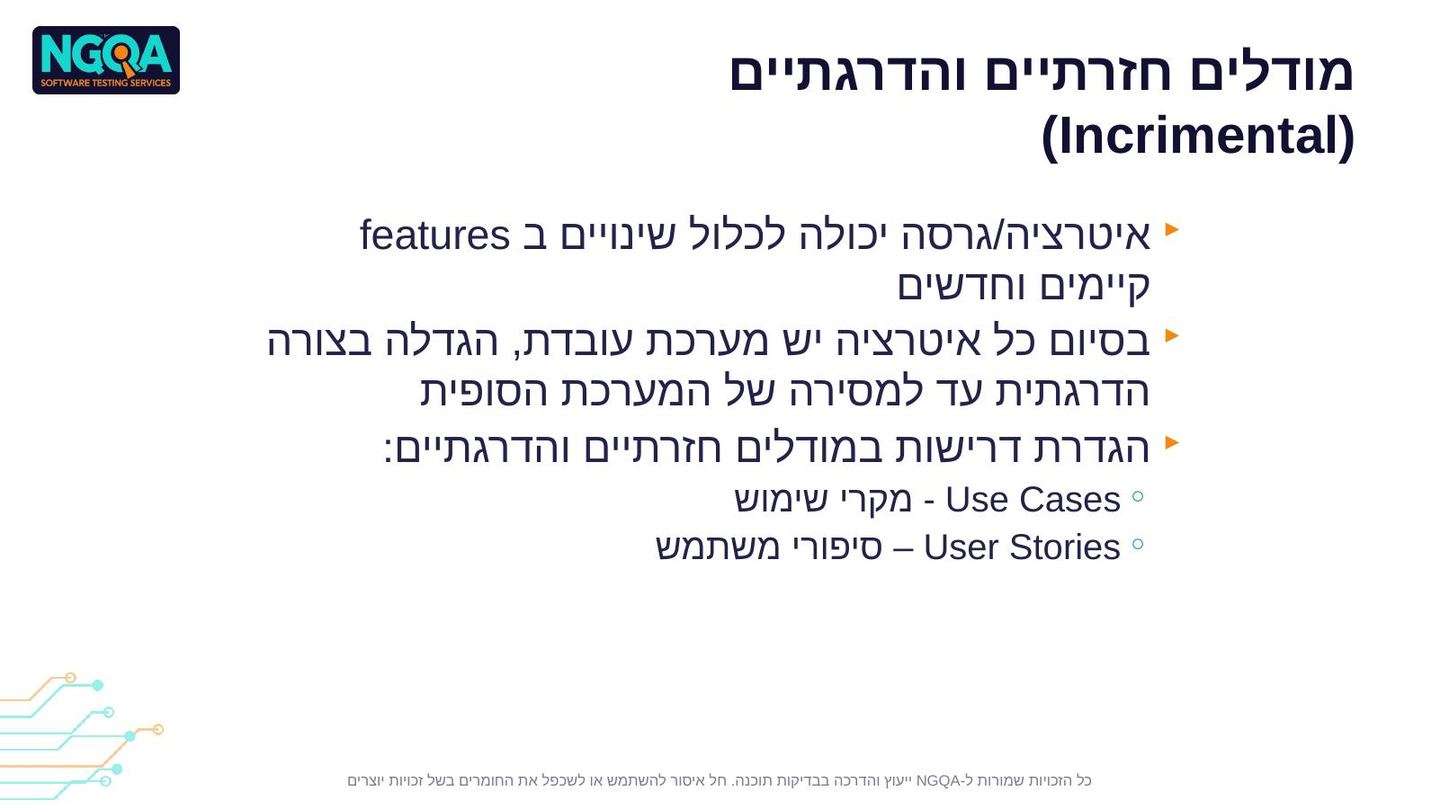 NGQA
SOFTWARE TESTING SERVICES
מודלים חזרתיים והדרגתיים
(Incrimental)
איטרציה/גרסה יכולה לכלול שינויים ב features
קיימים וחדשים
בסיום כל איטרציה יש מערכת עובדת, הגדלה בצורה
הדרגתית עד למסירה של המערכת הסופית
הגדרת דרישות במודלים חזרתיים והדרגתיים:
Use Cases - מקרי שימוש
User Stories – סיפורי משתמש
כל הזכויות שמורות ל-NGQA ייעוץ והדרכה בבדיקות תוכנה. חל איסור להשתמש או לשכפל את החומרים בשל זכויות יוצרים